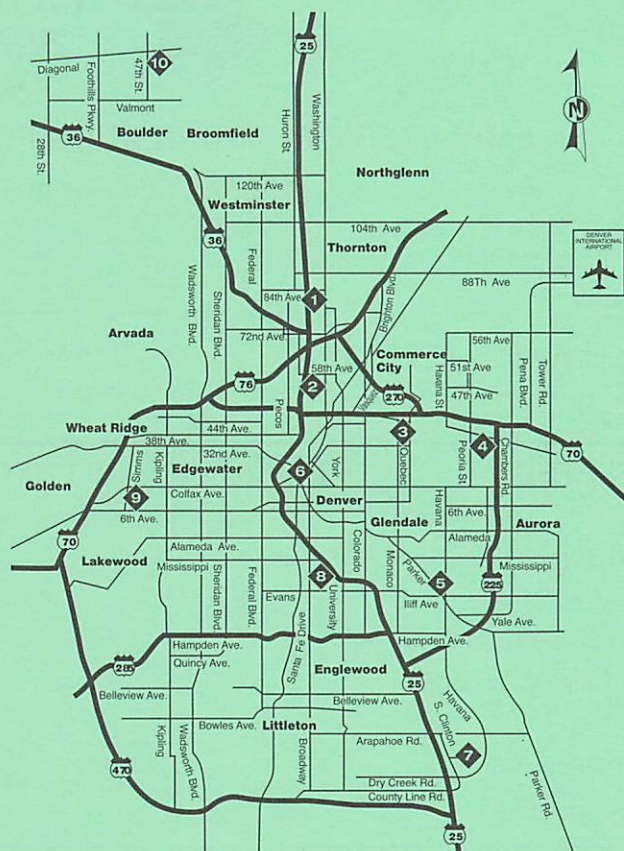 25
Diagonal
Foothills Pkwy.
47th St.
10
Valmont
28th St.
36
Boulder
Broomfield
Huron St.
Washington
N
120th Ave
Northglenn
Westminster
36
Federal
104th Ave
Thornton
DENVER
INTERNATIONAL
AIRPORT
Wadsworth Blvd.
Sheridan Blvd.
84th Ave.
1
Brighton Blvd.
88Th Ave
Arvada
72nd Ave.
56th Ave
Commerce
City
58th Ave
51st Ave
Pena Blvd.
Tower Rd.
76
2
Vasquez
270
Havana St.
47th Ave
Pecos
Wheat Ridge
44th Ave.
38th Ave.
3
4
70
Simms
Kipling
Edgewater
32nd Ave.
6
York
Quebec
Peoria St.
Chambers Rd.
Golden
9
Colfax Ave.
Denver
Havana
6th Ave.
Glendale
6th Ave.
Aurora
70
Alameda Ave.
Alameda
Lakewood
Mississippi
Colorado
Monaco
Parker
Mississippi
Sheridan Blvd.
Federal Blvd.
8
5
225
Evans
University
Iliff Ave
Yale Ave.
Santa Fe Drive
Hampden Ave.
Hampden Ave.
285
Quincy Ave.
Englewood
25
Belleview Ave.
Belleview Ave.
Havana
S. Clinton
Bowles Ave.
Littleton
Kipling
Wadsworth Blvd.
Broadway
Arapahoe Rd.
7
470
Dry Creek Rd.
County Line Rd.
Parker Rd.
25